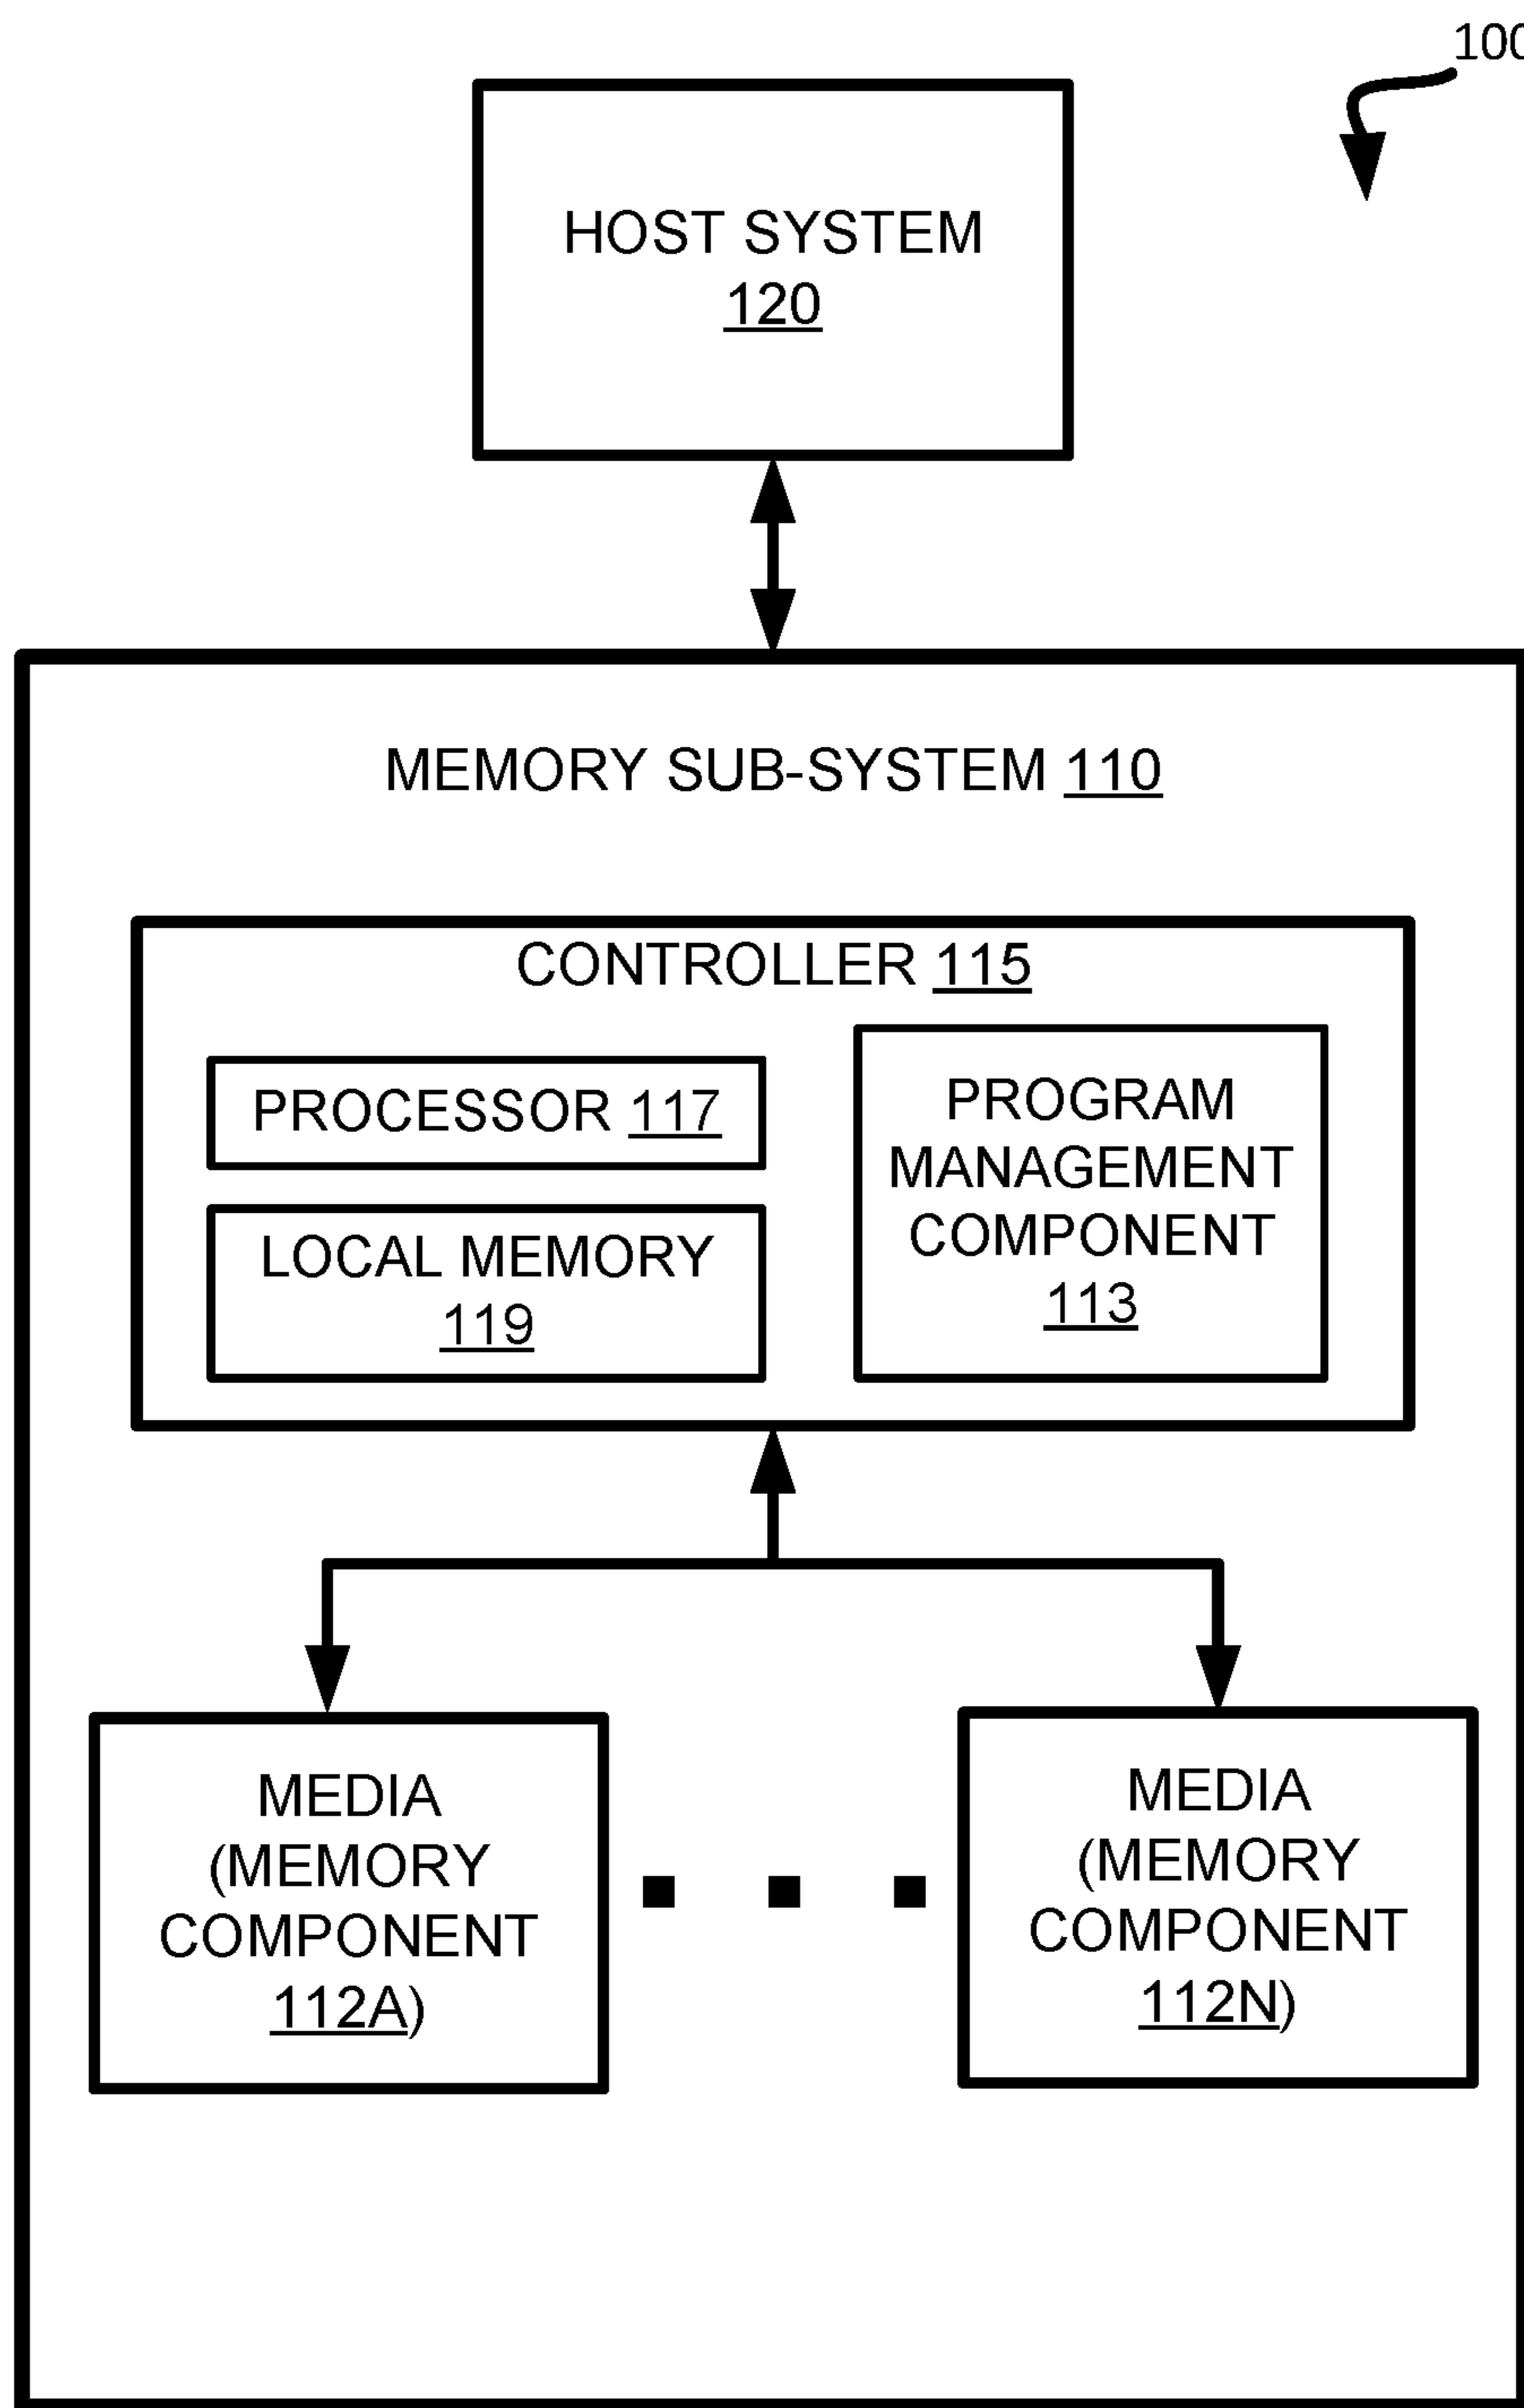 100
HOST SYSTEM
120
MEMORY SUB-SYSTEM 110
CONTROLLER 115
PROCESSOR 117
LOCAL MEMORY
119
PROGRAM
MANAGEMENT
COMPONENT
113
MEDIA
(MEMORY
COMPONENT
112A)
MEDIA
(MEMORY
COMPONENT
112N)